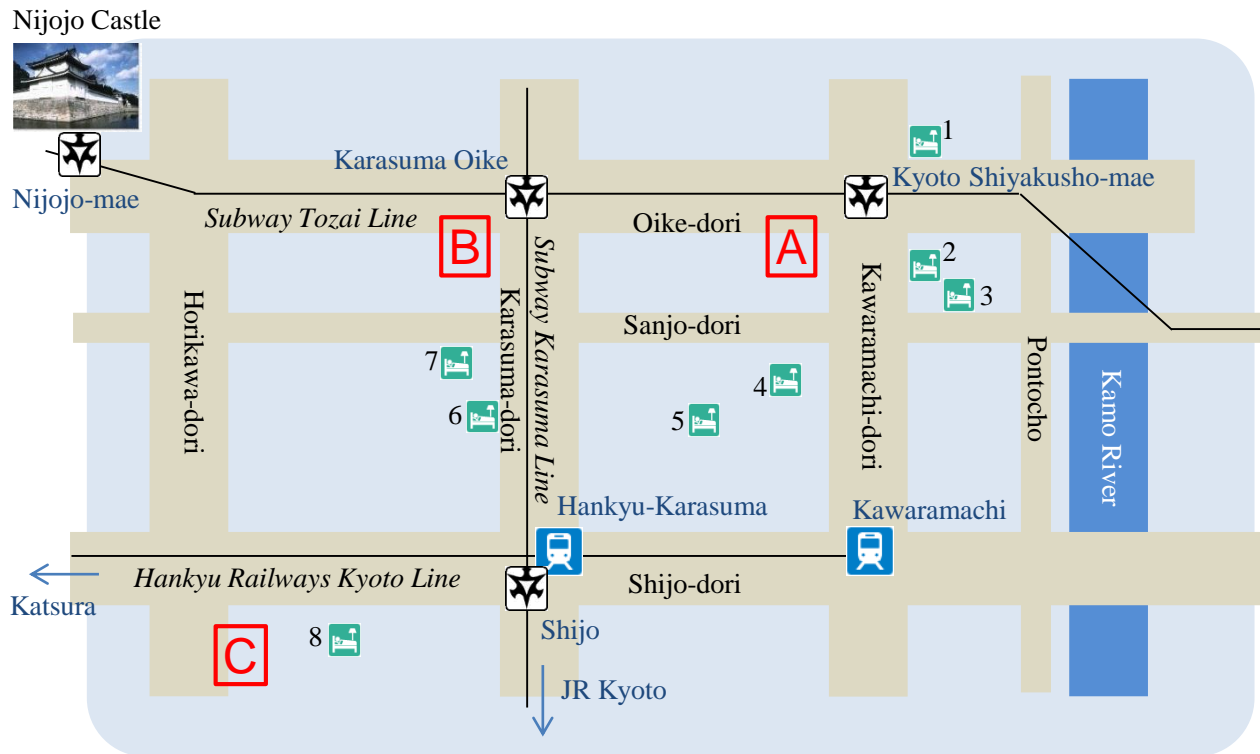 Nijojo Castle
Karasuma Oike
1
Kyoto Shiyakusho-mae
Nijojo-mae
Subway Tozai Line
Oike-dori
B
A
2
3
Horikawa-dori
Karasuma-dori
Subway Karasuma Line
Sanjo-dori
Kawaramachi-dori
Pontocho
Kamo River
7
4
6
5
Hankyu-Karasuma
Kawaramachi
Hankyu Railways Kyoto Line
Shijo-dori
Katsura
C
8
Shijo
JR Kyoto